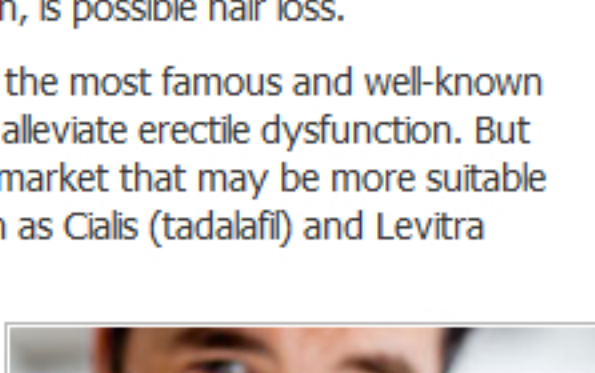 n, is possible hair loss.
the most famous and well-known
alleviate erectile dysfunction. But
market that may be more suitable
as Cialis (tadalafil) and Levitra